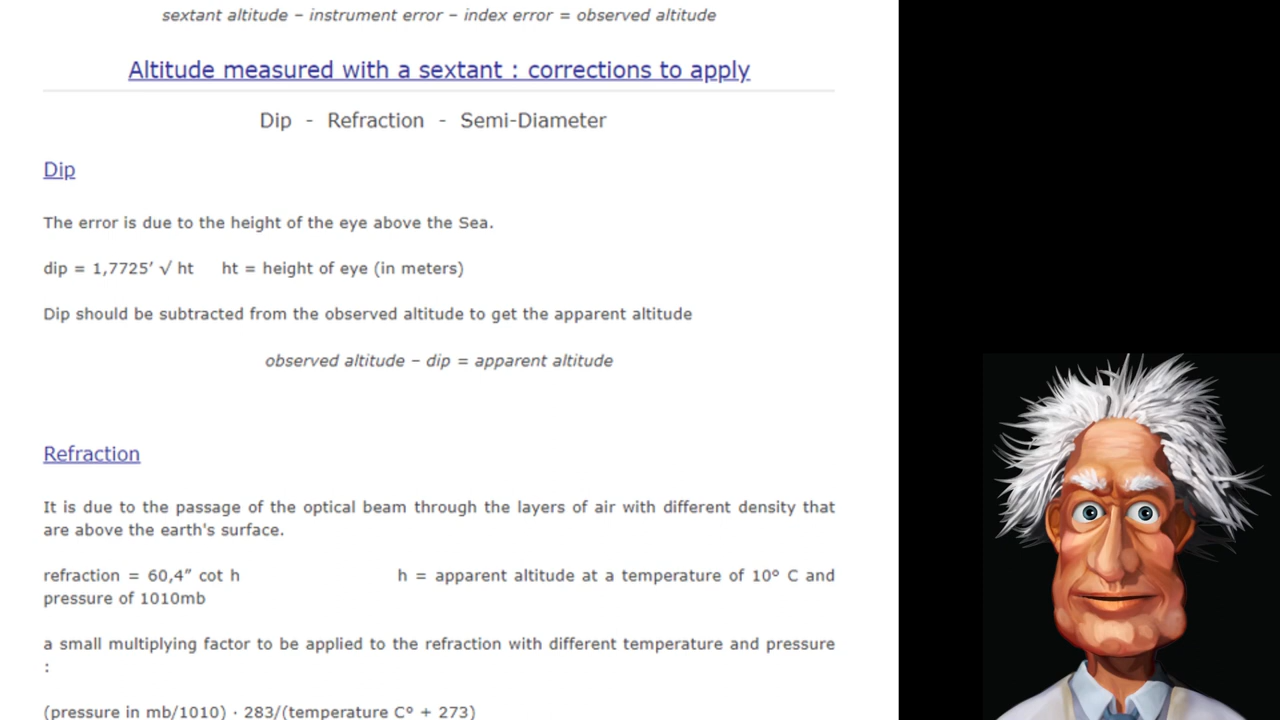 sextant altitude – instrument error – index error = observed altitude
Altitude measured with a sextant : corrections to apply
Dip - Refraction - Semi-Diameter
Dip
The error is due to the height of the eye above the Sea.
dip = 1,7725’ √ ht ht = height of eye (in meters)
Dip should be subtracted from the observed altitude to get the apparent altitude
observed altitude – dip = apparent altitude
Refraction
It is due to the passage of the optical beam through the layers of air with different density that
are above the earth's surface.
refraction = 60,4” cot h h = apparent altitude at a temperature of 10º C and
pressure of 1010mb
a small multiplying factor to be applied to the refraction with different temperature and pressure
:
(pressure in mb/1010) · 283/(temperature Cº + 273)